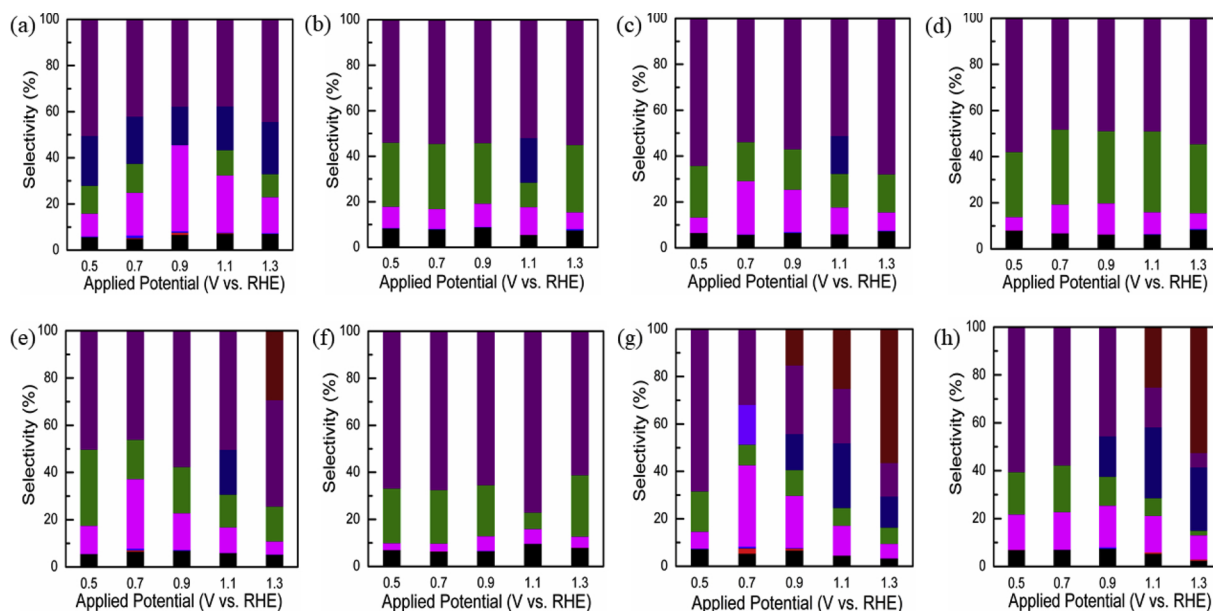 (a)
100
80
60
40
20
0
Selectivity (%)
0.5 0.7 0.9 1.1 1.3
Applied Potential (V vs. RHE)
(b)
100
80
60
40
20
0
Selectivity (%)
0.5 0.7 0.9 1.1 1.3
Applied Potential (V vs. RHE)
(c)
100
80
60
40
20
0
Selectivity (%)
0.5 0.7 0.9 1.1 1.3
Applied Potential (V vs. RHE)
(d)
100
80
60
40
20
0
Selectivity (%)
0.5 0.7 0.9 1.1 1.3
Applied Potential (V vs. RHE)
(e)
100
80
60
40
20
0
Selectivity (%)
0.5 0.7 0.9 1.1 1.3
Applied Potential (V vs. RHE)
(f)
100
80
60
40
20
0
Selectivity (%)
0.5 0.7 0.9 1.1 1.3
Applied Potential (V vs. RHE)
(g)
100
80
60
40
20
0
Selectivity (%)
0.5 0.7 0.9 1.1 1.3
Applied Potential (V vs. RHE)
(h)
100
80
60
40
20
0
Selectivity (%)
0.5 0.7 0.9 1.1 1.3
Applied Potential (V vs. RHE)